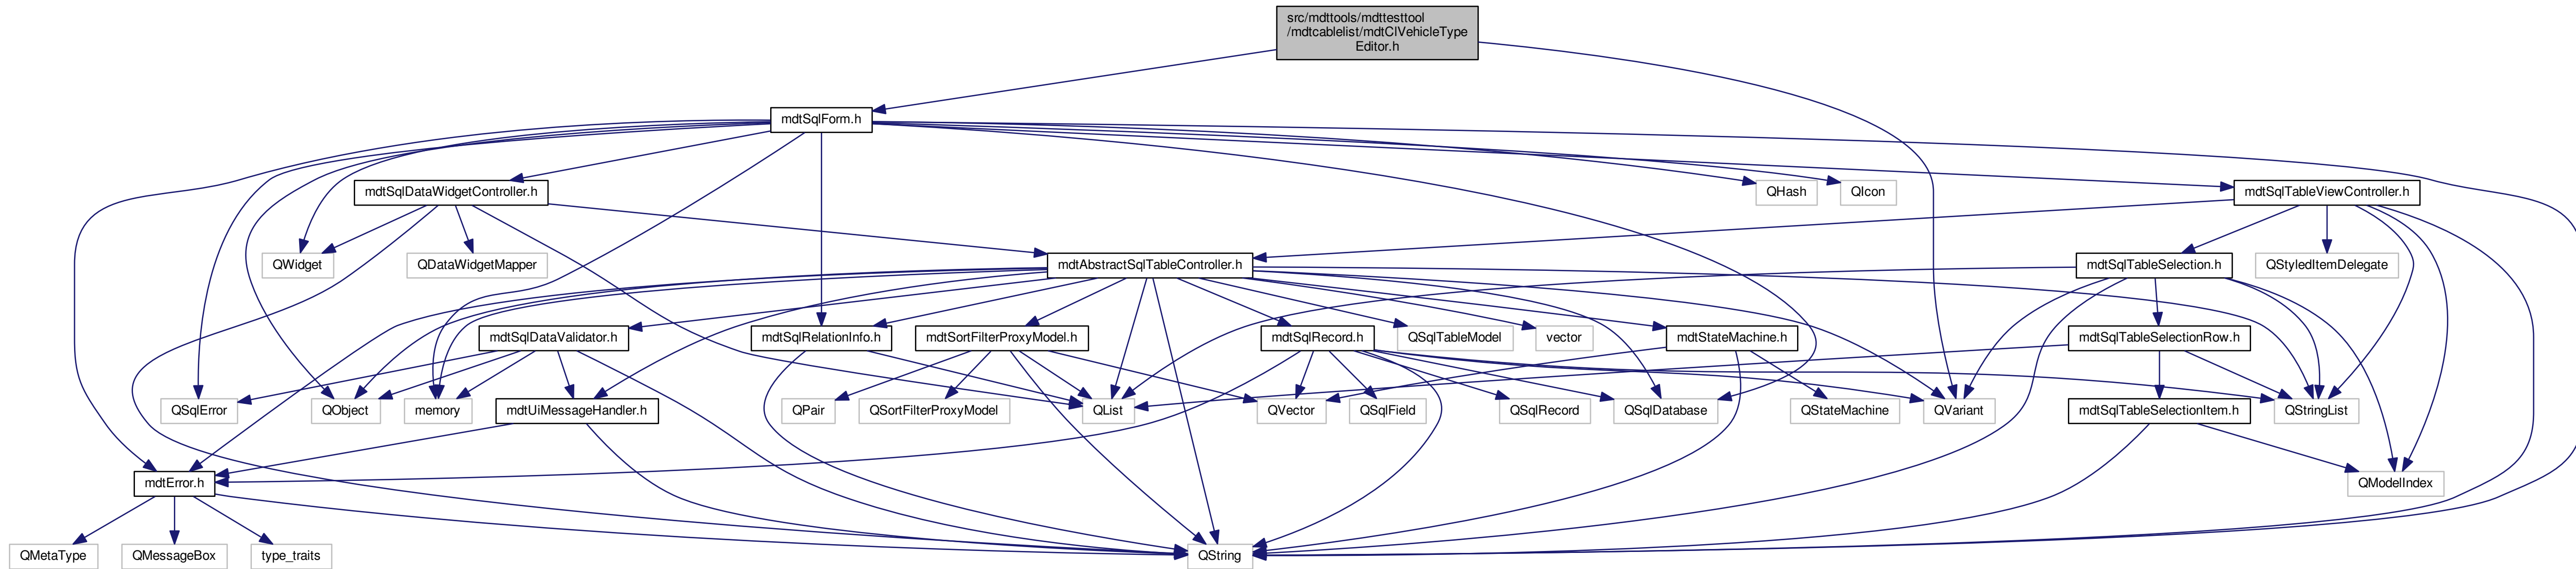 src/mdttools/mdttesttool
/mdtcablelist/mdtClVehicleType
Editor.h
mdtSqlForm.h
mdtSqlDataWidgetController.h
QHash
QIcon
mdtSqlTableViewController.h
QWidget
QDataWidgetMapper
mdtAbstractSqlTableController.h
mdtSqlTableSelection.h
QStyledItemDelegate
mdtSqlDataValidator.h
mdtSqlRelationInfo.h
mdtSortFilterProxyModel.h
mdtSqlRecord.h
QSqlTableModel
vector
mdtStateMachine.h
mdtSqlTableSelectionRow.h
QSqlError
QObject
memory
mdtUiMessageHandler.h
QPair
QSortFilterProxyModel
QList
QVector
QSqlField
QSqlRecord
QSqlDatabase
QStateMachine
QVariant
mdtSqlTableSelectionItem.h
QStringList
mdtError.h
QModelIndex
QMetaType
QMessageBox
type_traits
QString